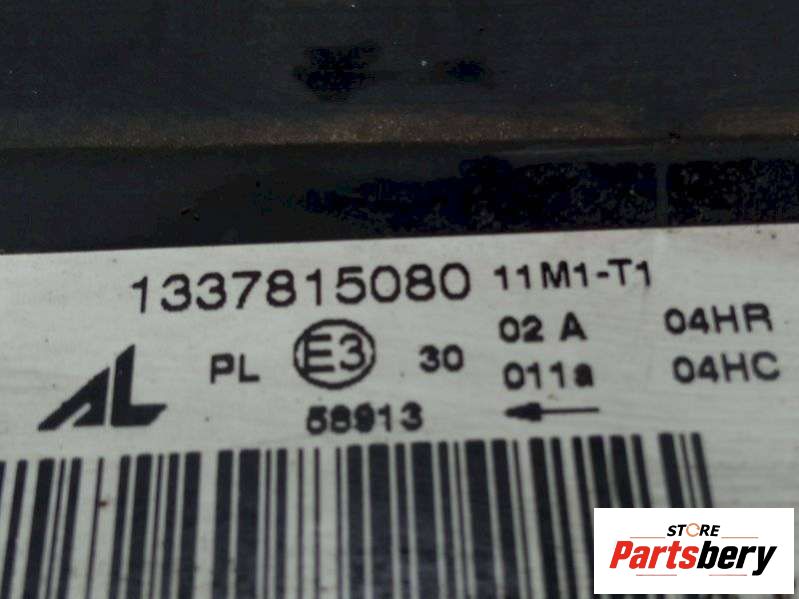 1337815080 11M1-T1
AL PL E3 30 02 A 04HR
011a 04HC
58913
STORE
Partsbery